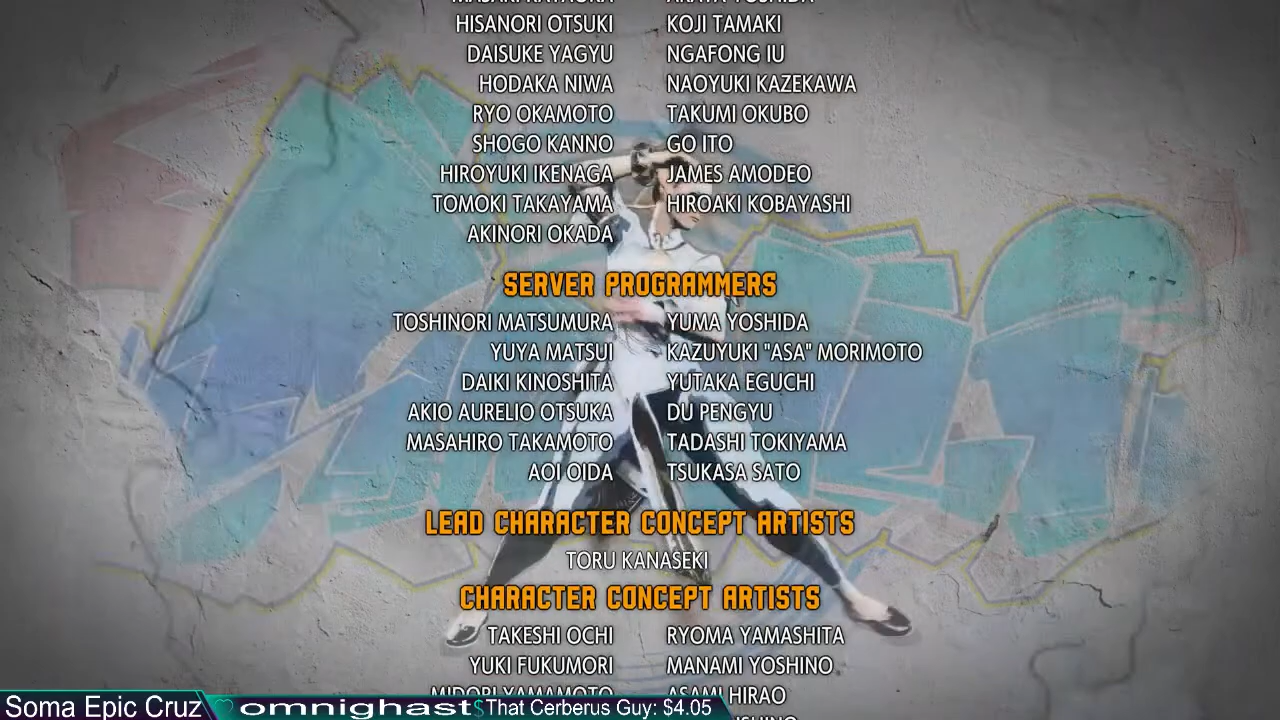 HISANORI OTSUKI KOJI TAMAKI
DAISUKE YAGYU NGAFONG IU
HODAKA NIWA NAOYUKI KAZEKAWA
RYO OKAMOTO TAKUMI OKUBO
SHOGO KANNO GO ITO
HIROYUKI IKENAGA JAMES AMODEO
TOMOKI TAKAYAMA HIROAKI KOBAYASHI
AKINORI OKADA
SERVER PROGRAMMERS
TOSHINORI MATSUMURA YUMA YOSHIDA
YUYA MATSUI KAZUYUKI "ASA" MORIMOTO
DAIKI KINOSHITA YUTAKA EGUCHI
AKIO AURELIO OTSUKA DU PENGYU
MASAHIRO TAKAMOTO TADASHI TOKIYAMA
AOI OIDA TSUKASA SATO
LEAD CHARACTER CONCEPT ARTISTS
TORU KANASEKI
CHARACTER CONCEPT ARTISTS
TAKESHI OCHI RYOMA YAMASHITA
YUKI FUKUMORI MANAMI YOSHINO
MIDORI YAMAMOTO ASAMI HIRAO
Soma Epic Cruz omnighast $That Cerberus Guy: $4.05